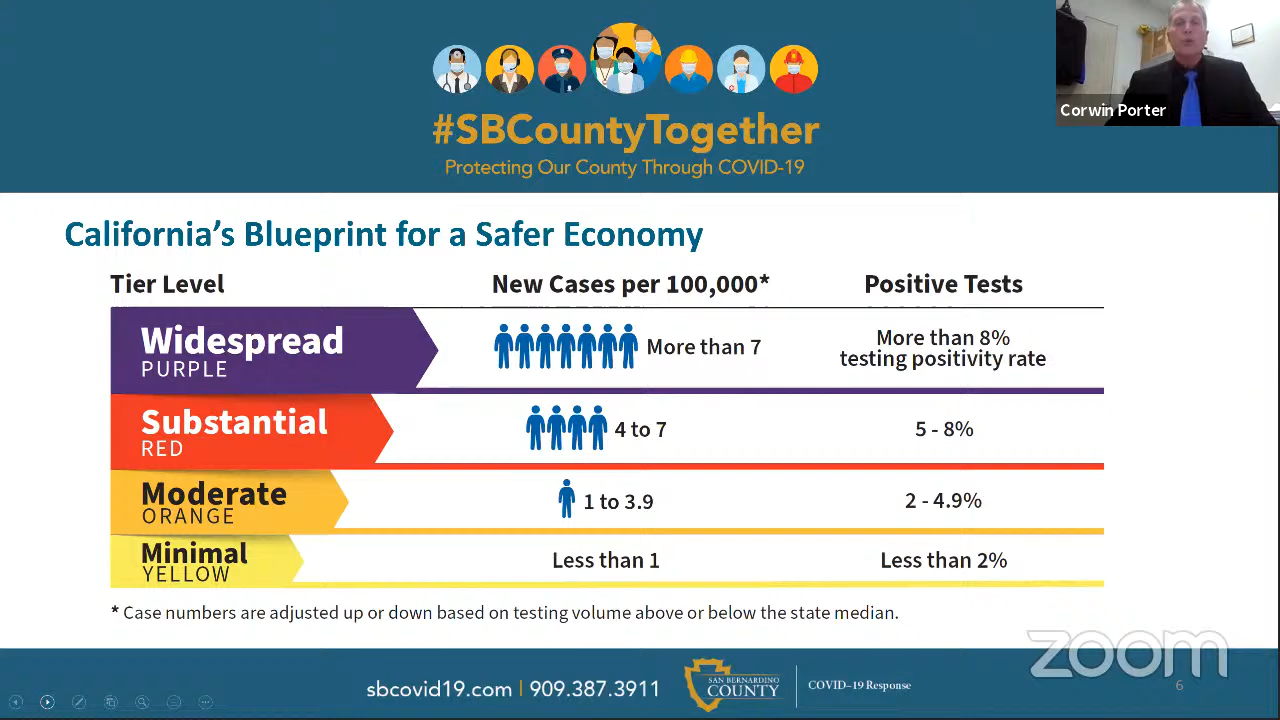 #SBCountyTogether
Protecting Our County Through COVID-19
Corwin Porter
California's Blueprint for a Safer Economy
Tier Level New Cases per 100,000* Positive Tests
Widespread
PURPLE
More than 7
More than 8%
testing positivity rate
Substantial
RED
4 to 7
5 - 8%
Moderate
ORANGE
1 to 3.9
2 - 4.9%
Minimal
YELLOW
Less than 1
Less than 2%
* Case numbers are adjusted up or down based on testing volume above or below the state median.
zoom
sbcovid19.com | 909.387.3911
SAN BERNARDINO
COUNTY
COVID–19 Response
6